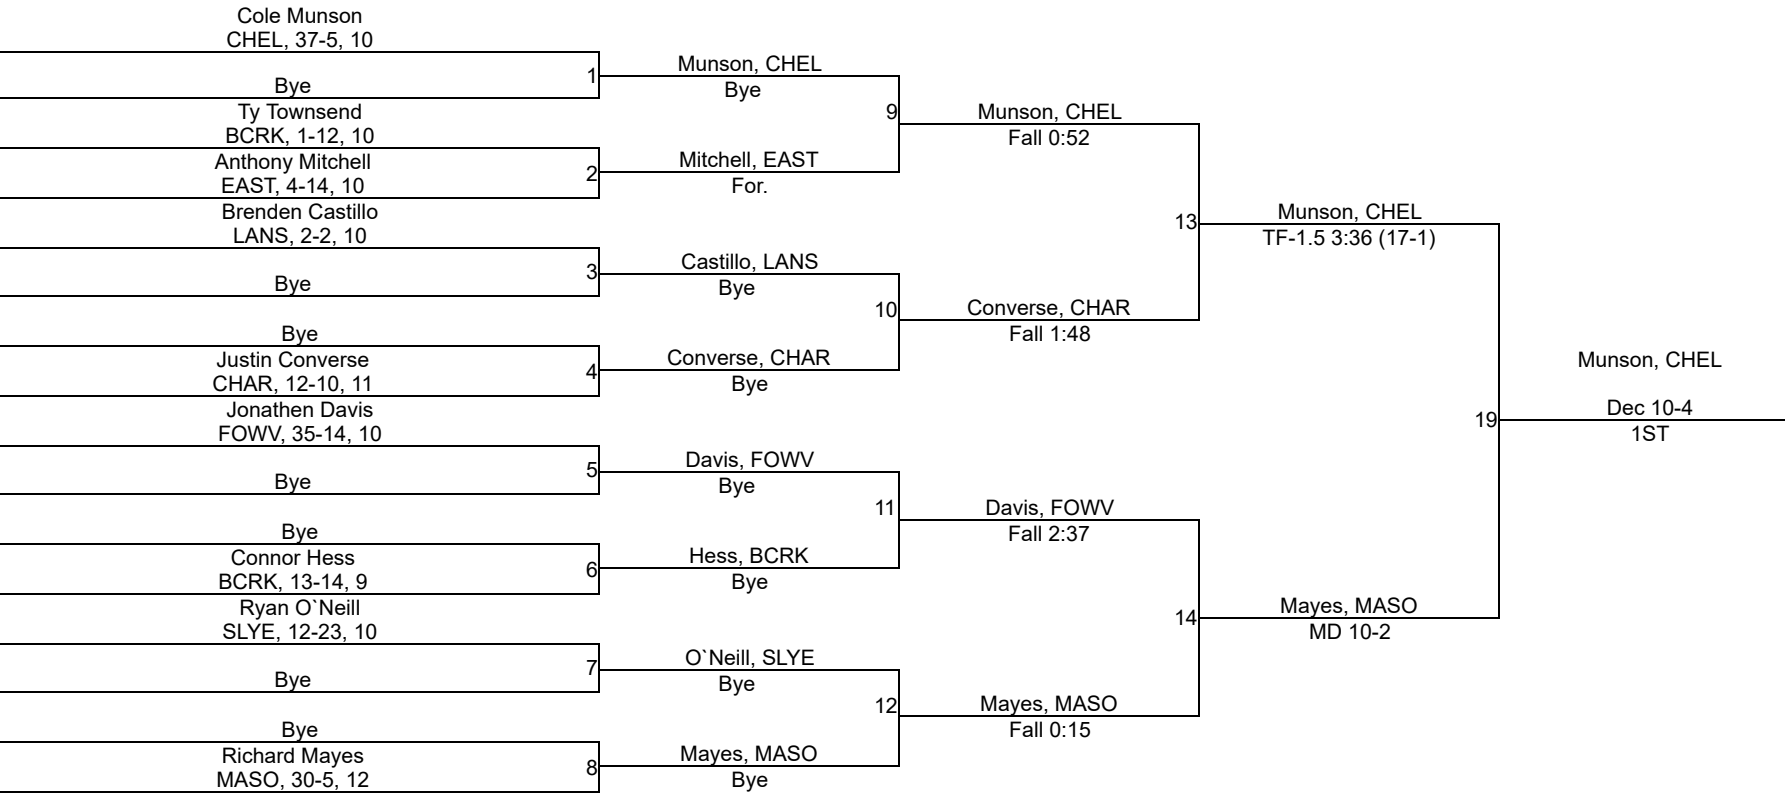 Cole Munson
CHEL, 37-5, 10
Bye
1
Ty Townsend
BCRK, 1-12, 10
Anthony Mitchell
EAST, 4-14, 10
2
Brenden Castillo
LANS, 2-2, 10
Bye
3
Bye
Justin Converse
CHAR, 12-10, 11
4
Jonathen Davis
FOWV, 35-14, 10
Bye
5
Bye
Connor Hess
BCRK, 13-14, 9
6
Ryan O`Neill
SLYE, 12-23, 10
Bye
7
Bye
Richard Mayes
MASO, 30-5, 12
8
Munson, CHEL
Bye
9
Mitchell, EAST
For.
Castillo, LANS
Bye
10
Converse, CHAR
Bye
Davis, FOWV
Bye
11
Hess, BCRK
Bye
O`Neill, SLYE
Bye
12
Mayes, MASO
Bye
Munson, CHEL
Fall 0:52
13
Converse, CHAR
Fall 1:48
Davis, FOWV
Fall 2:37
14
Mayes, MASO
Fall 0:15
Munson, CHEL
TF-1.5 3:36 (17-1)
19
Mayes, MASO
MD 10-2
Munson, CHEL
Dec 10-4
1ST